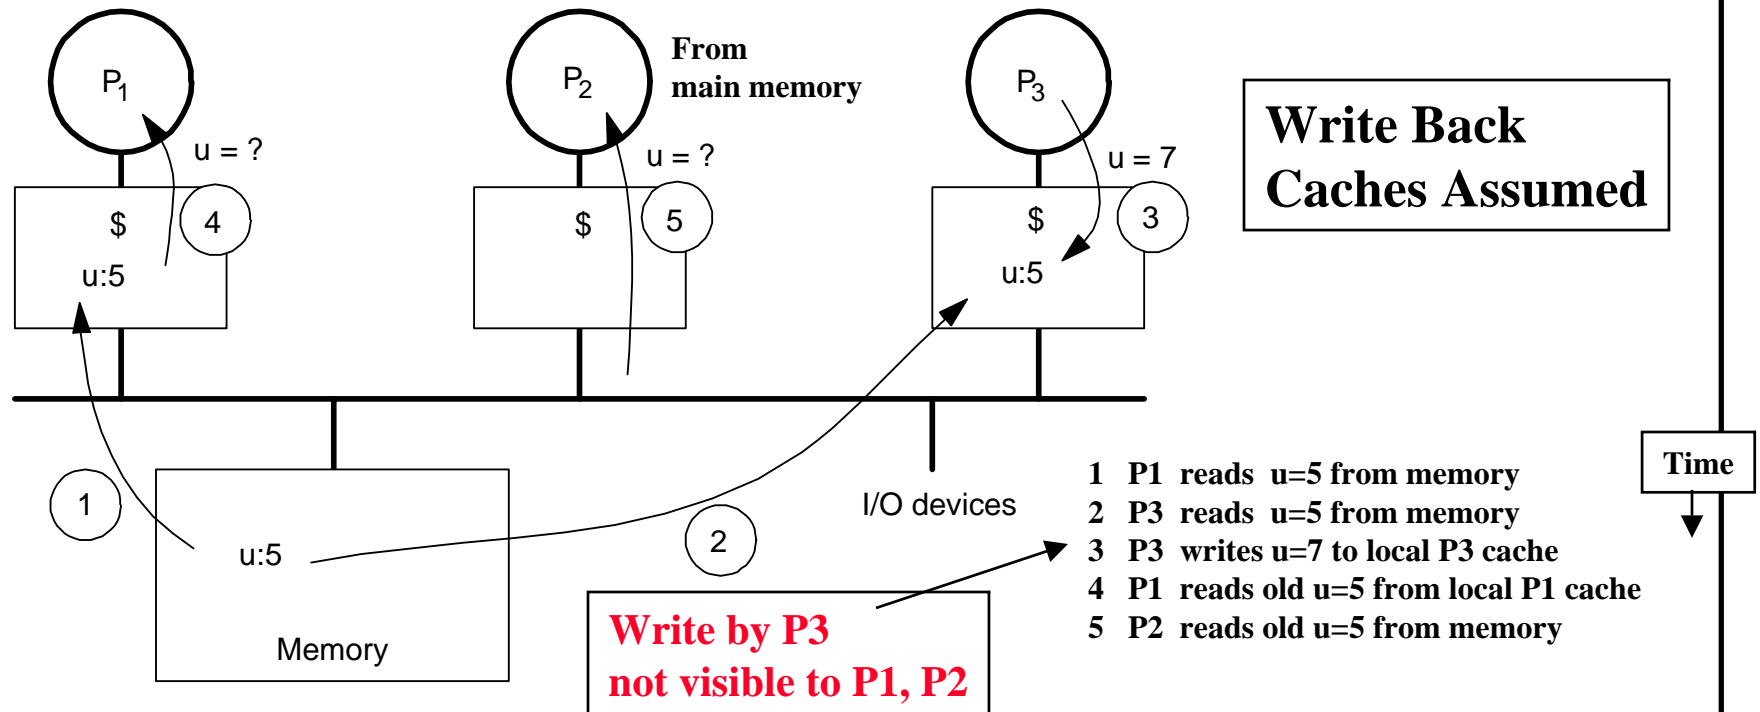 P1
P2
From
main memory
P3
Write Back
Caches Assumed
u = ?
u = ?
u = 7
$
4
$
5
$
3
u:5
u:5
Time
1
I/O devices
2
u:5
Memory
1 P1 reads u=5 from memory
2 P3 reads u=5 from memory
3 P3 writes u=7 to local P3 cache
4 P1 reads old u=5 from local P1 cache
5 P2 reads old u=5 from memory
Write by P3
not visible to P1, P2